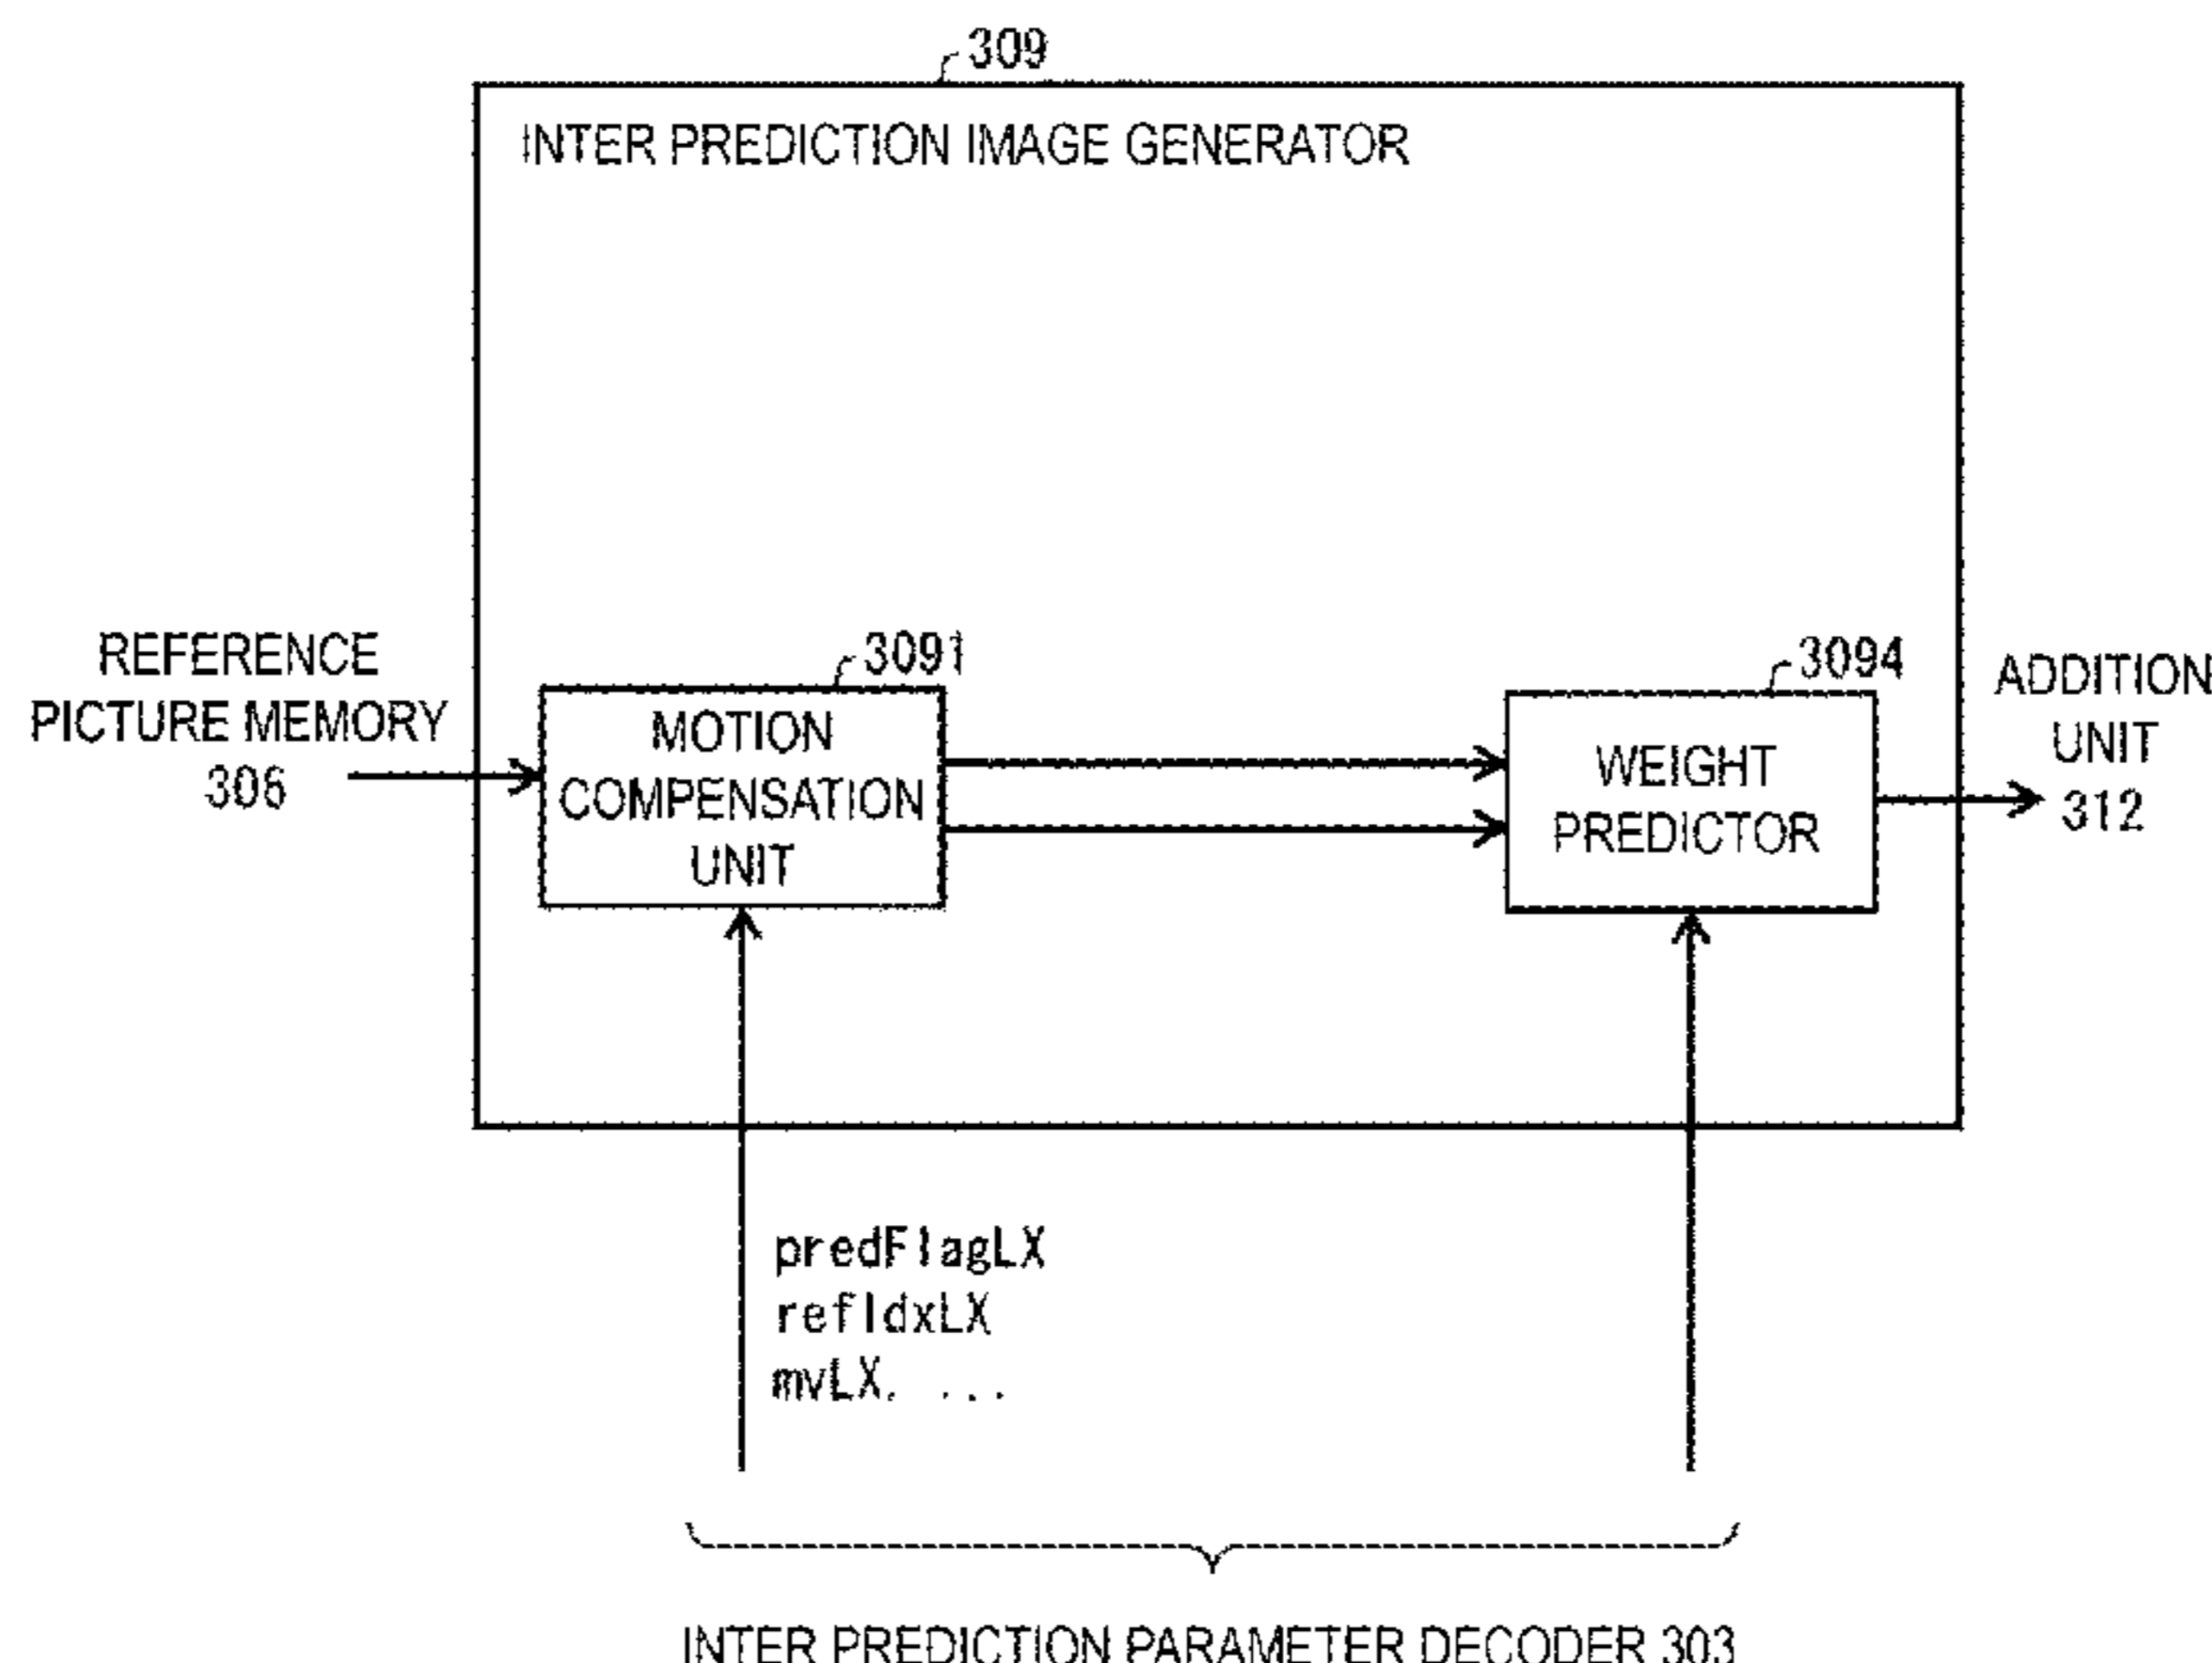 309
INTER PREDICTION IMAGE GENERATOR
REFERENCE
PICTURE MEMORY
306
3091
MOTION
COMPENSATION
UNIT
3094
WEIGHT
PREDICTOR
ADDITION
UNIT
312
predFlagLX
refIdxLX
mvLX, ...
INTER PREDICTION PARAMETER DECODER 303